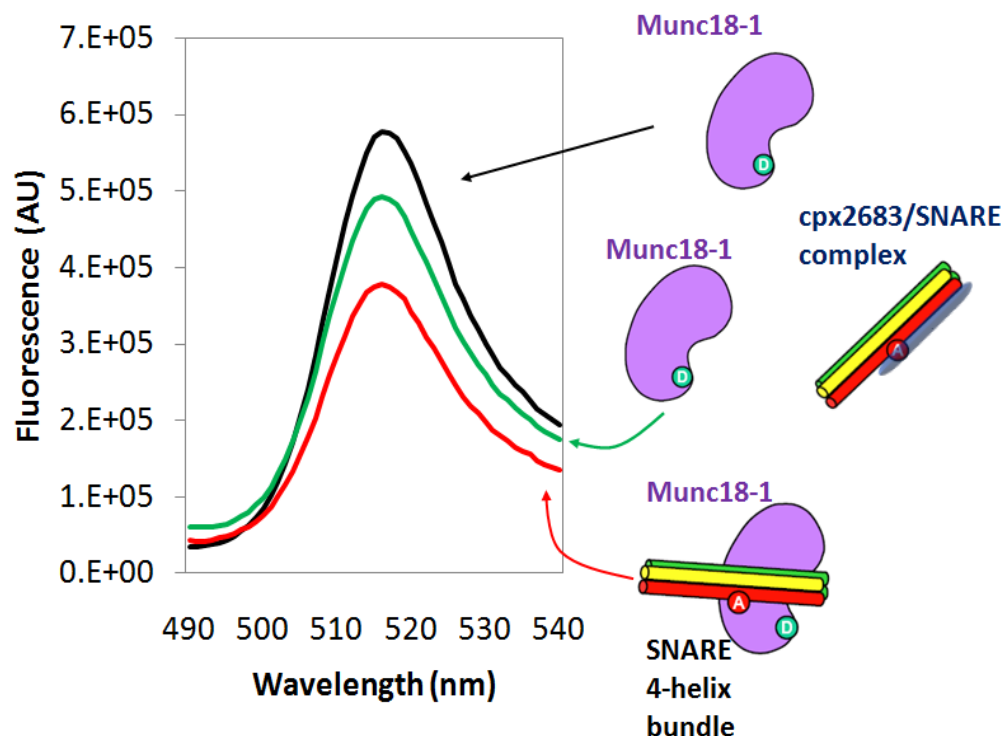 7.E+05
6.E+05
5.E+05
4.E+05
3.E+05
2.E+05
1.E+05
0.E+00
Fluorescence (AU)
490 500 510 520 530 540
Wavelength (nm)
Munc18-1
D
cpx2683/SNARE
complex
A
Munc18-1
D
Munc18-1
A
D
SNARE
4-helix
bundle